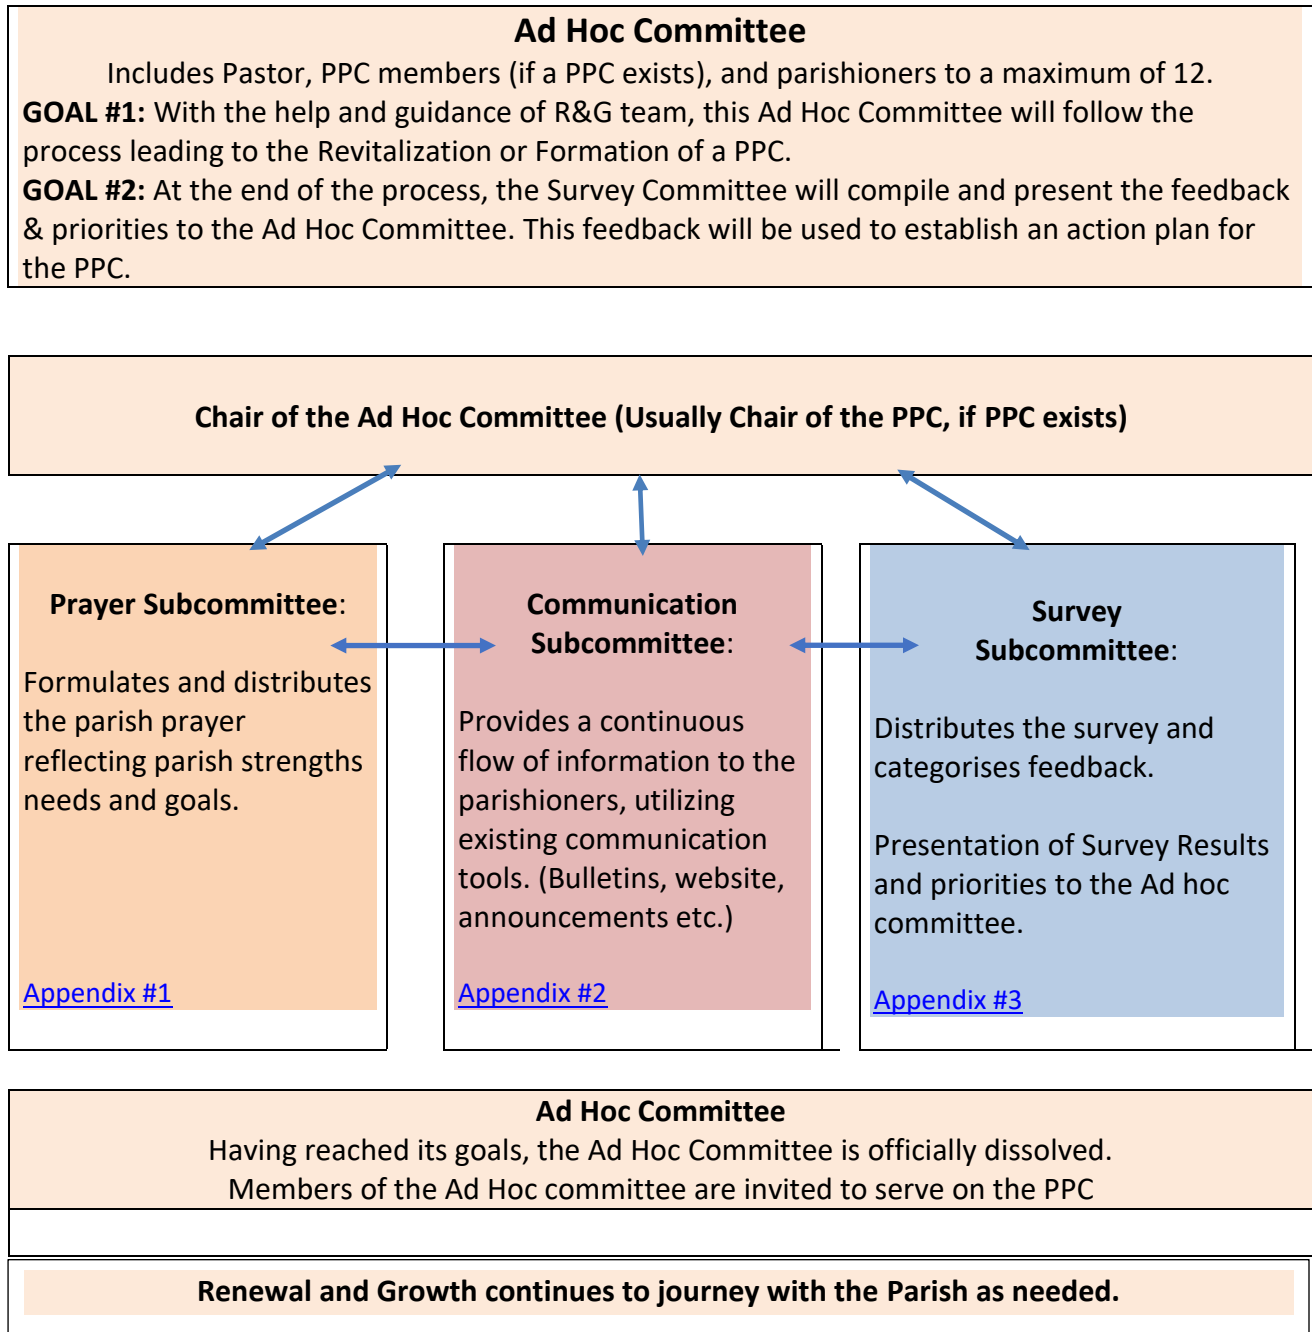 Ad Hoc Committee
Includes Pastor, PPC members (if a PPC exists), and parishioners to a maximum of 12.
GOAL #1: With the help and guidance of R&G team, this Ad Hoc Committee will follow the
process leading to the Revitalization or Formation of a PPC.
GOAL #2: At the end of the process, the Survey Committee will compile and present the feedback
& priorities to the Ad Hoc Committee. This feedback will be used to establish an action plan for
the PPC.
Chair of the Ad Hoc Committee (Usually Chair of the PPC, if PPC exists)
Prayer Subcommittee:
Formulates and distributes
the parish prayer
reflecting parish strengths
needs and goals.
Appendix #1
Communication
Subcommittee:
Provides a continuous
flow of information to the
parishioners, utilizing
existing communication
tools. (Bulletins, website,
announcements etc.)
Appendix #2
Survey
Subcommittee:
Distributes the survey and
categorises feedback.
Presentation of Survey Results
and priorities to the Ad hoc
committee.
Appendix #3
Ad Hoc Committee
Having reached its goals, the Ad Hoc Committee is officially dissolved.
Members of the Ad Hoc committee are invited to serve on the PPC
Renewal and Growth continues to journey with the Parish as needed.